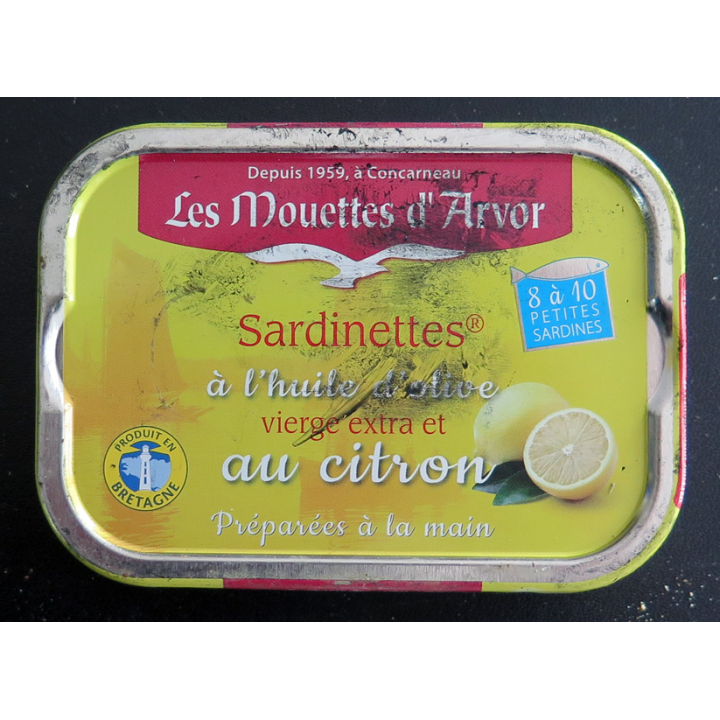 Depuis 1959, à Concarneau
Les Mouettes d'Arvor
8 à 10
PETITES
SARDINES
Sardinettes®
à l'huile d'olive
vierge extra et
au citron
Préparées à la main
PRODUIT EN
BRETAGNE